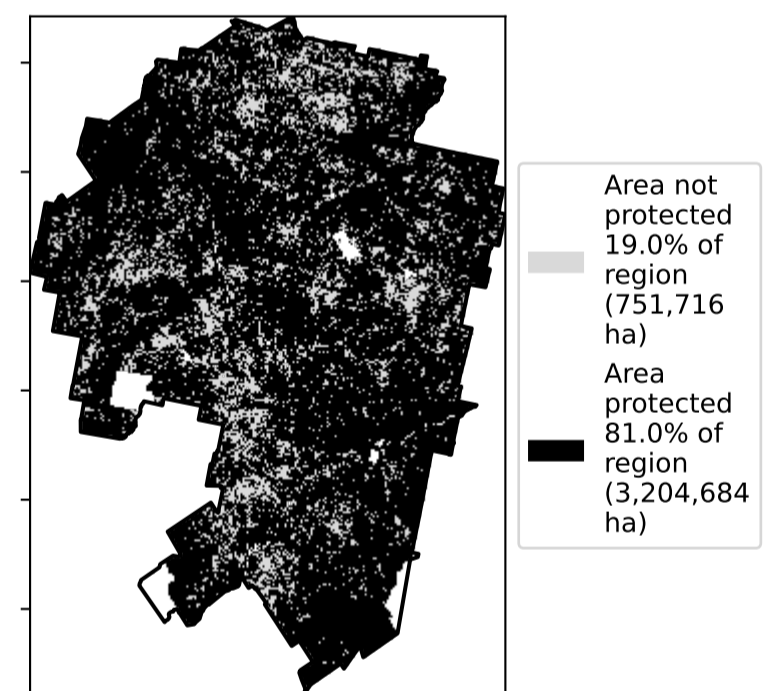 Area not
protected
19.0% of
region
(751,716
ha)
Area
protected
81.0% of
region
(3,204,684
ha)